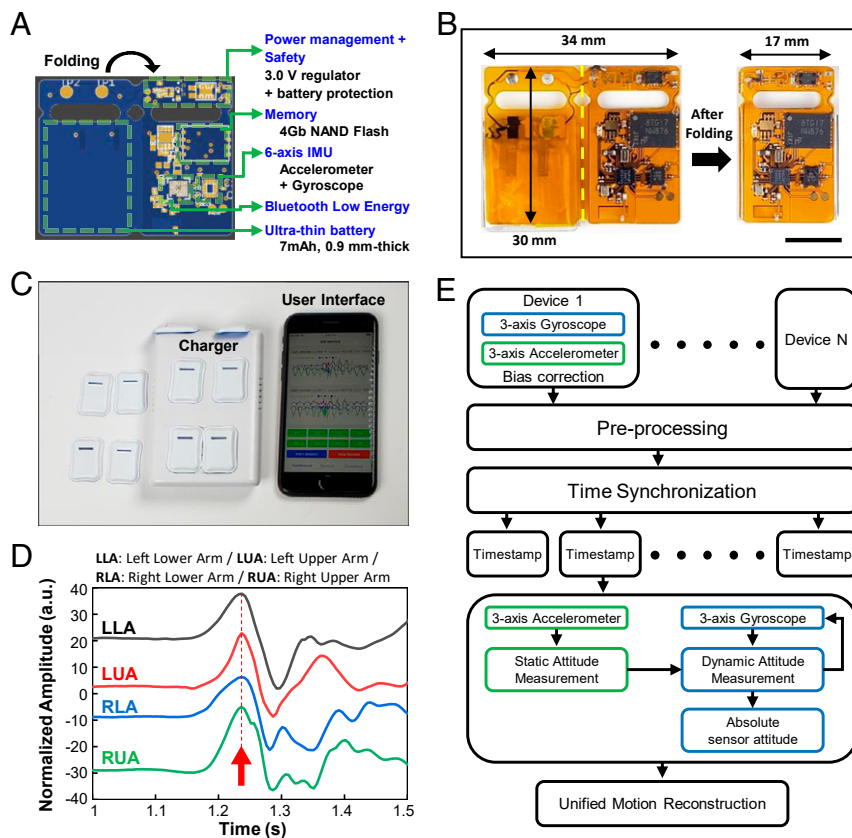 A
Folding
TP2
TP1
Power management +
Safety
3.0 V regulator
+ battery protection
Memory
4Gb NAND Flash
6-axis IMU
Accelerometer
+ Gyroscope
Bluetooth Low Energy
Ultra-thin battery
7mAh, 0.9 mm-thick
B
34 mm
17 mm
30 mm
After
Folding
8TG17
NW876
8TG17
NW876
C
Charger
User Interface
D
LLA: Left Lower Arm / LUA: Left Upper Arm /
RLA: Right Lower Arm / RUA: Right Upper Arm
Normalized Amplitude (a.u.)
40
30
20
10
0
-10
-20
-30
-40
LLA
LUA
RLA
RUA
1
1.1
1.2
1.3
1.4
1.5
Time (s)
E
Device 1
3-axis Gyroscope
3-axis Accelerometer
Bias correction
Device N
Pre-processing
Time Synchronization
Timestamp
Timestamp
Timestamp
3-axis Accelerometer
3-axis Gyroscope
Static Attitude
Measurement
Dynamic Attitude
Measurement
Absolute
sensor attitude
Unified Motion Reconstruction